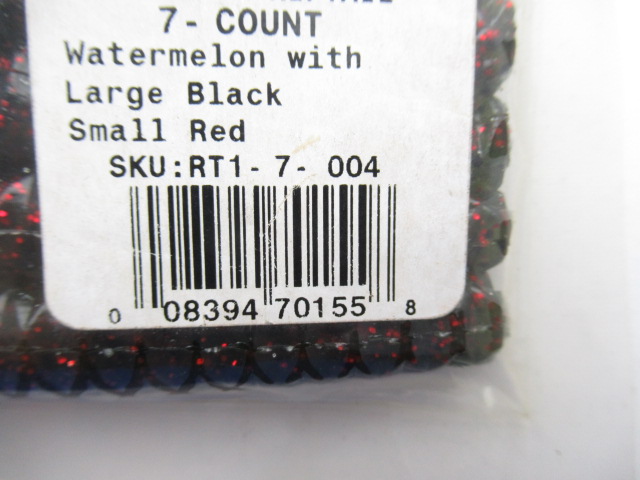 7- COUNT
Watermelon with
Large Black
Small Red
SKU:RT1- 7- 004
0 08394 70155 8